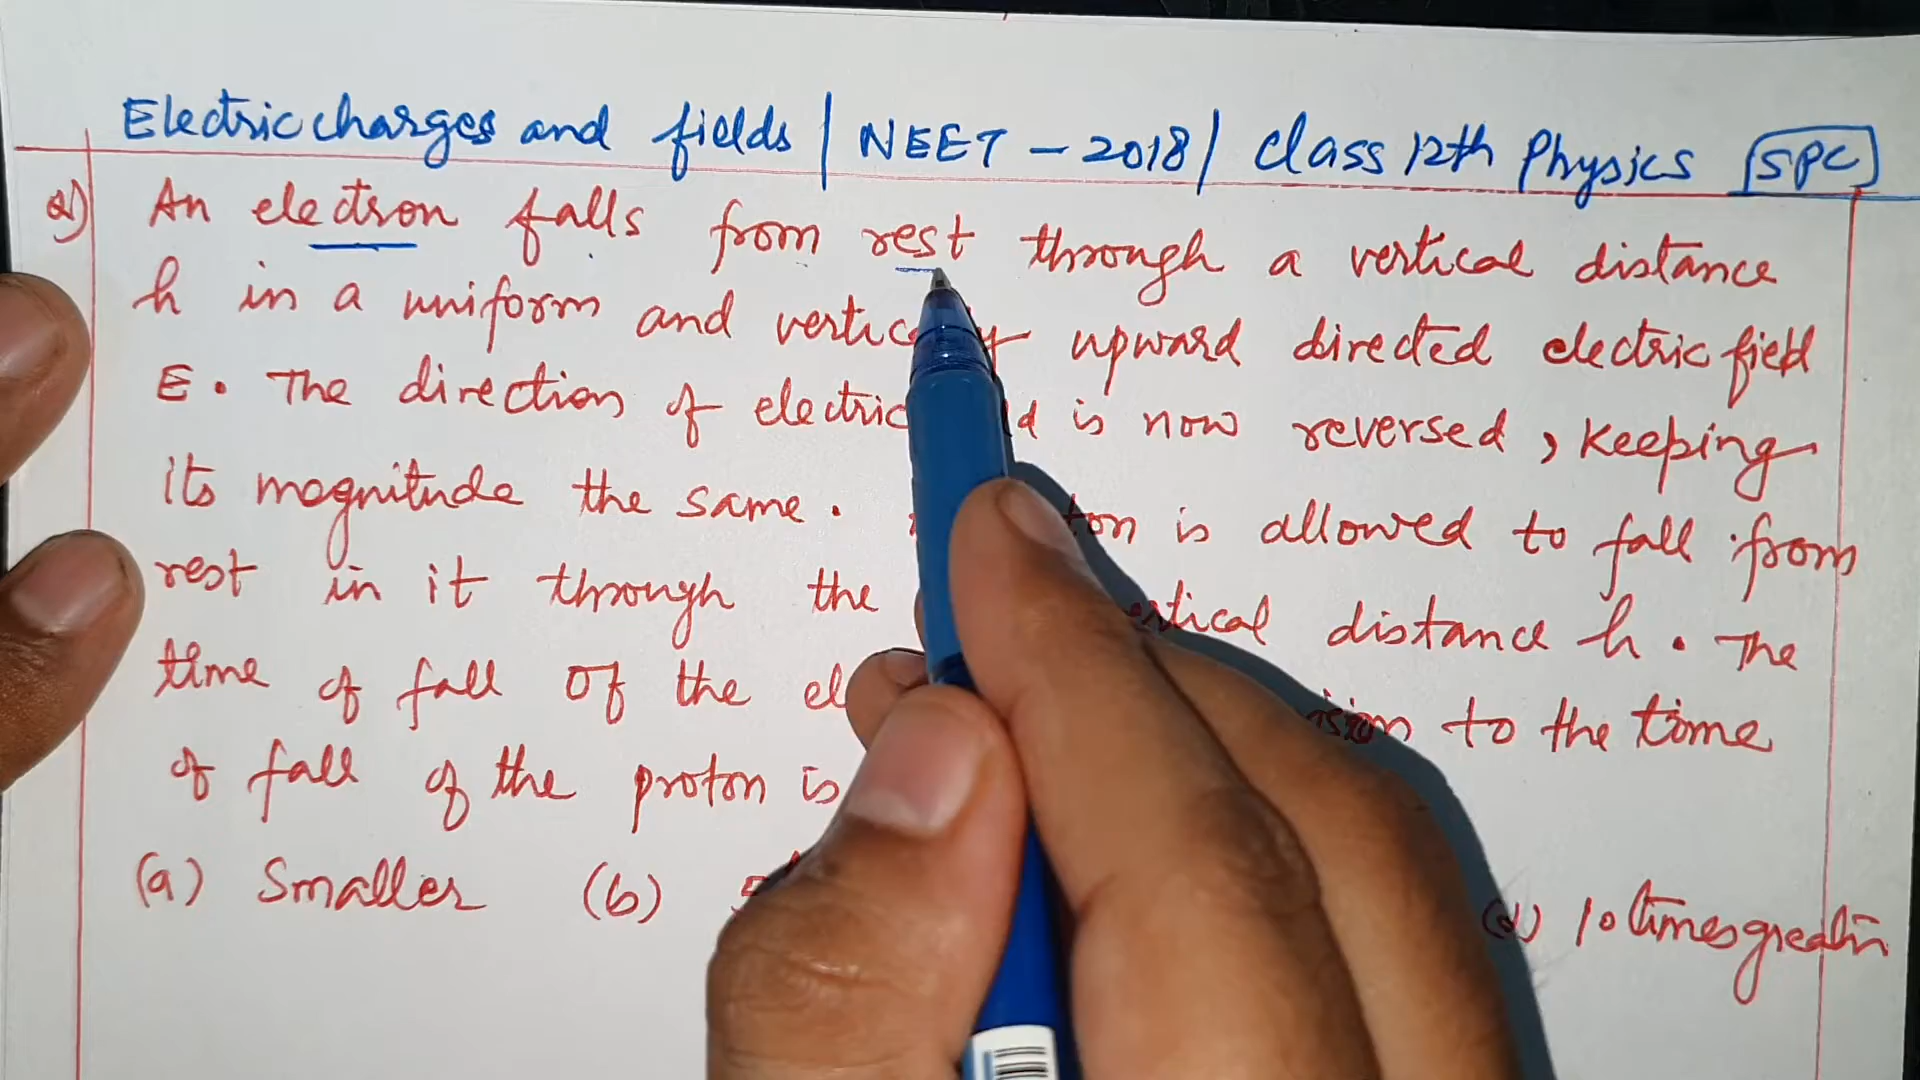 Electric charges and fields | NEET - 2018 | Class 12th Physics SPC
Q) An electron falls from rest through a vertical distance
h in a uniform and upward directed electric field
E. The direction of electric is now reversed, Keeping
its magnitude the same. is allowed to fall from
rest in it through the distance h. The
time of fall of the to the time
of fall of the proton is
(a) Smaller (b) (d) 10 times